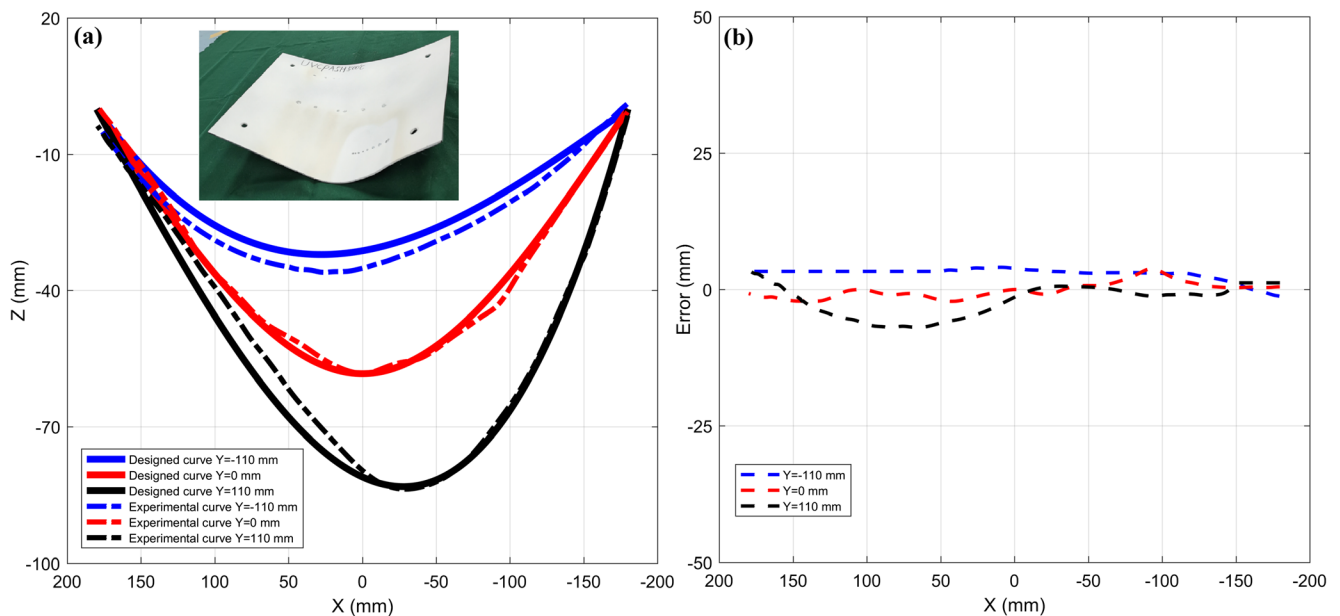 (a)
20
-10
-40
-70
-100
Z (mm)
Designed curve Y=-110 mm
Designed curve Y=0 mm
Designed curve Y=110 mm
Experimental curve Y=-110 mm
Experimental curve Y=0 mm
Experimental curve Y=110 mm
200 150 100 50 0 -50 -100 -150 -200
X (mm)
(b)
50
25
0
-25
-50
Error (mm)
Y=-110 mm
Y=0 mm
Y=110 mm
200 150 100 50 0 -50 -100 -150 -200
X (mm)